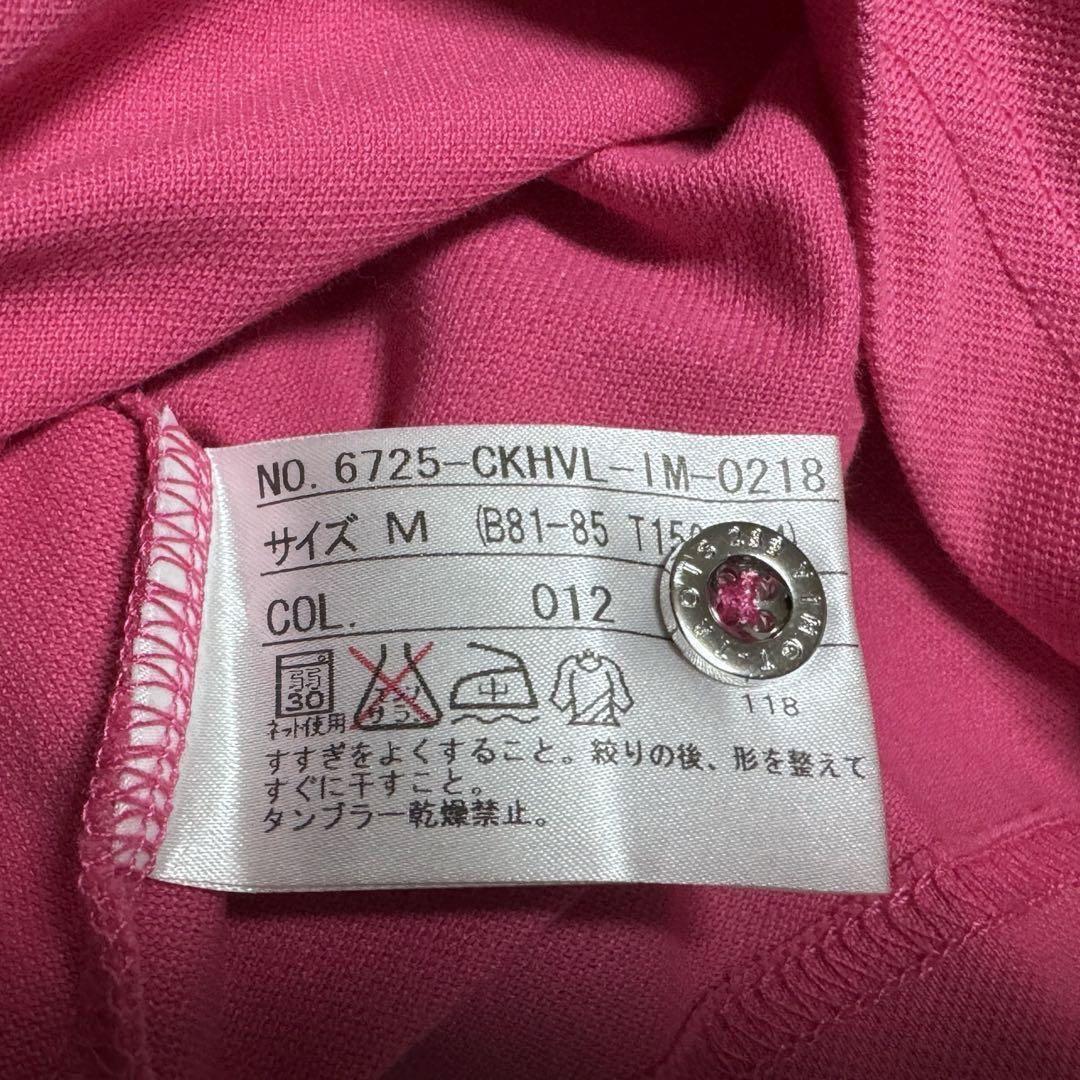 NO. 6725-CKHVL-IM-0218
サイズ M (B81-85 T15
COL. 012
弱 中
30
ネット使用 118
すすぎをよくすること。絞りの後、形を整えて
すぐに干すこと。
タンブラー乾燥禁止。